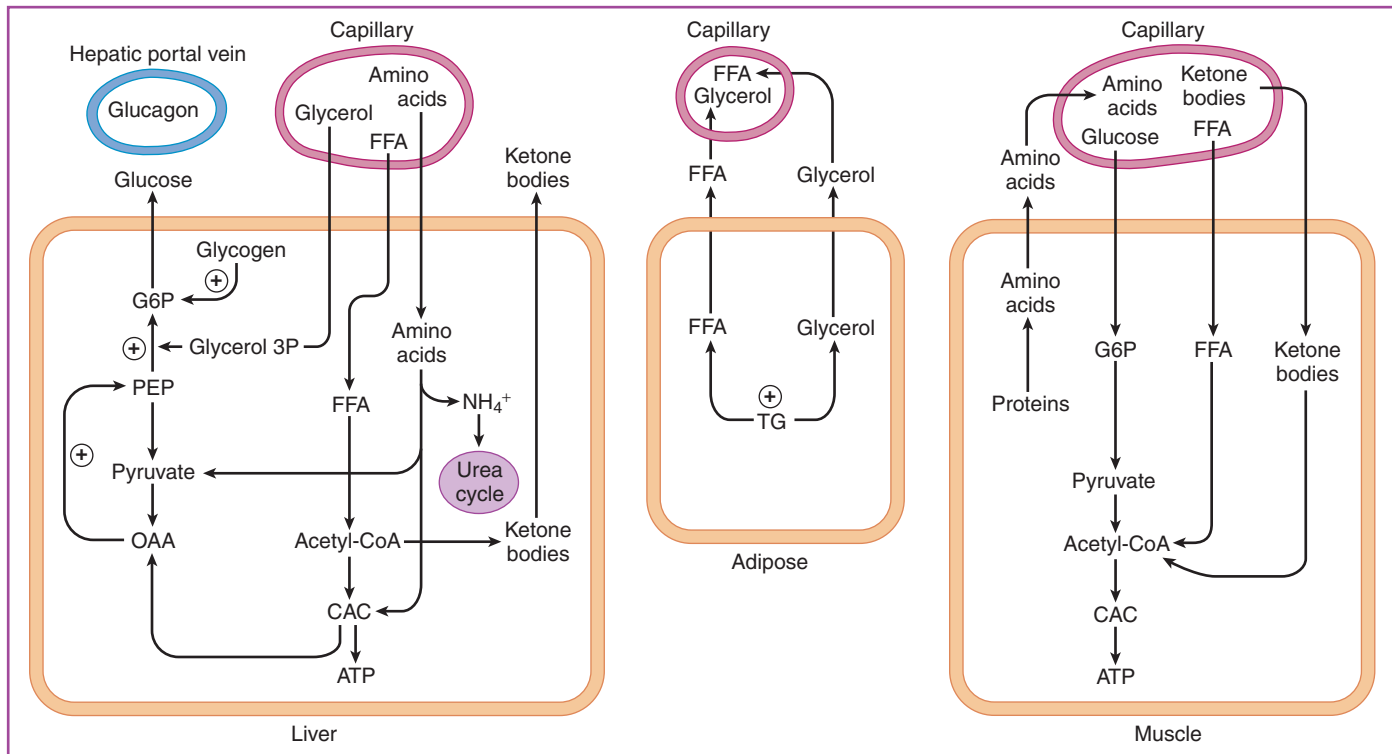 Hepatic portal vein
Glucagon
Capillary
Amino
acids
Glycerol
FFA
Glucose
Ketone
bodies
Glycogen
+
G6P
+
Glycerol 3P
Amino
acids
PEP
FFA
NH₄⁺
+
Pyruvate
Urea
cycle
OAA
Acetyl-CoA
Ketone
bodies
CAC
ATP
Liver
Capillary
FFA
Glycerol
FFA
Glycerol
FFA
Glycerol
+
TG
Adipose
Capillary
Amino
acids
Ketone
bodies
Glucose
FFA
Amino
acids
Amino
acids
G6P
FFA
Ketone
bodies
Proteins
Pyruvate
Acetyl-CoA
CAC
ATP
Muscle